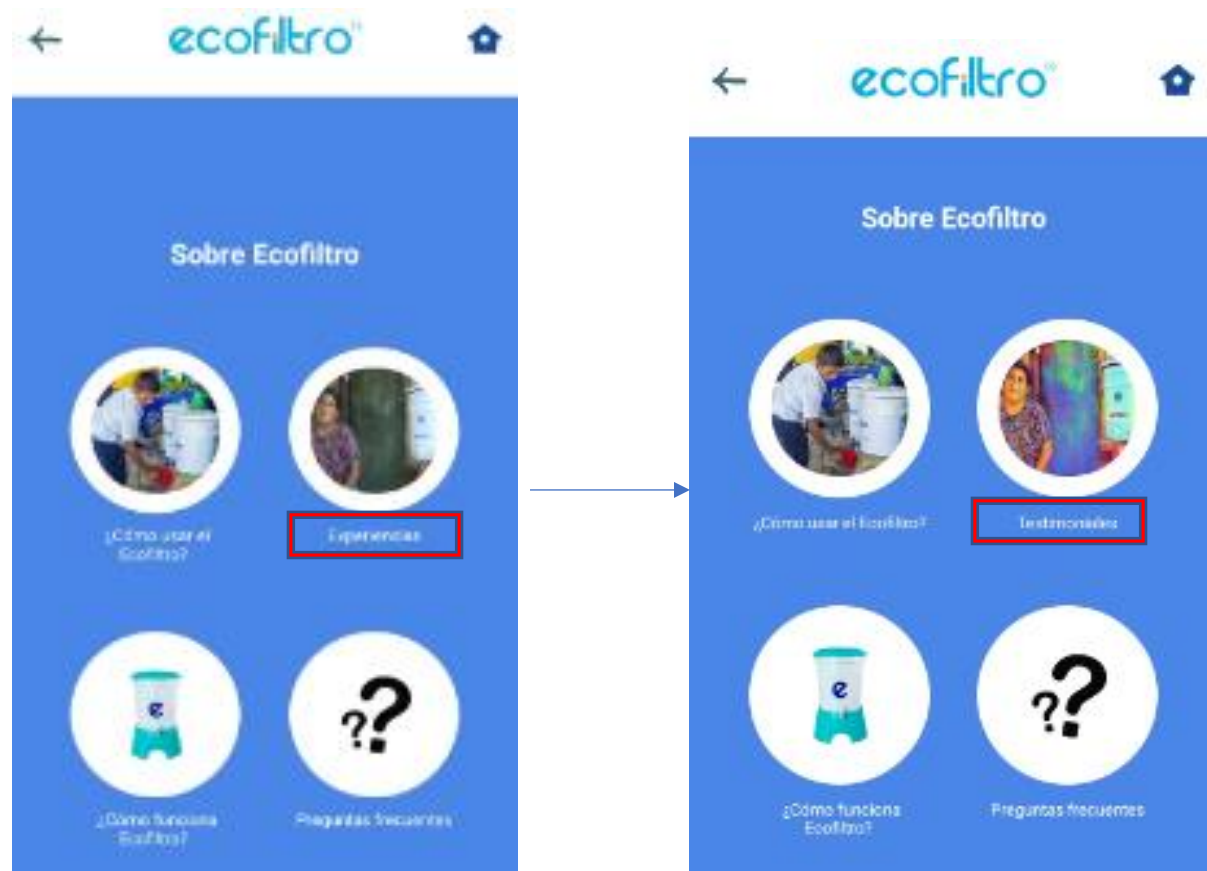 ecofiltro
Sobre Ecofiltro
¿Cómo usar el
Ecofiltro?
Experiencias
¿Cómo funciona
Ecofiltro?
Preguntas frecuentes
ecofiltro
Sobre Ecofiltro
¿Cómo usar el Ecofiltro?
Testimoniales
¿Cómo funciona
Ecofiltro?
Preguntas frecuentes